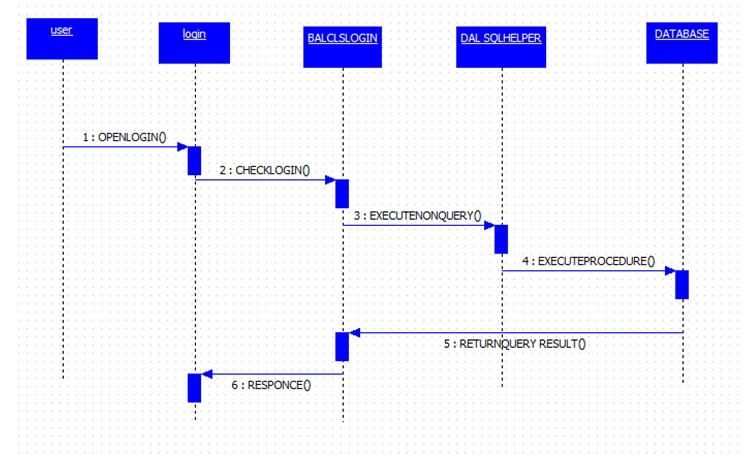 user
login
BALCLSLOGIN
DAL SQLHELPER
DATABASE
1 : OPENLOGIN()
2 : CHECKLOGIN()
3 : EXECUTENONQUERY()
4 : EXECUTEPROCEDURE()
5 : RETURNQUERY RESULT()
6 : RESPONCE()